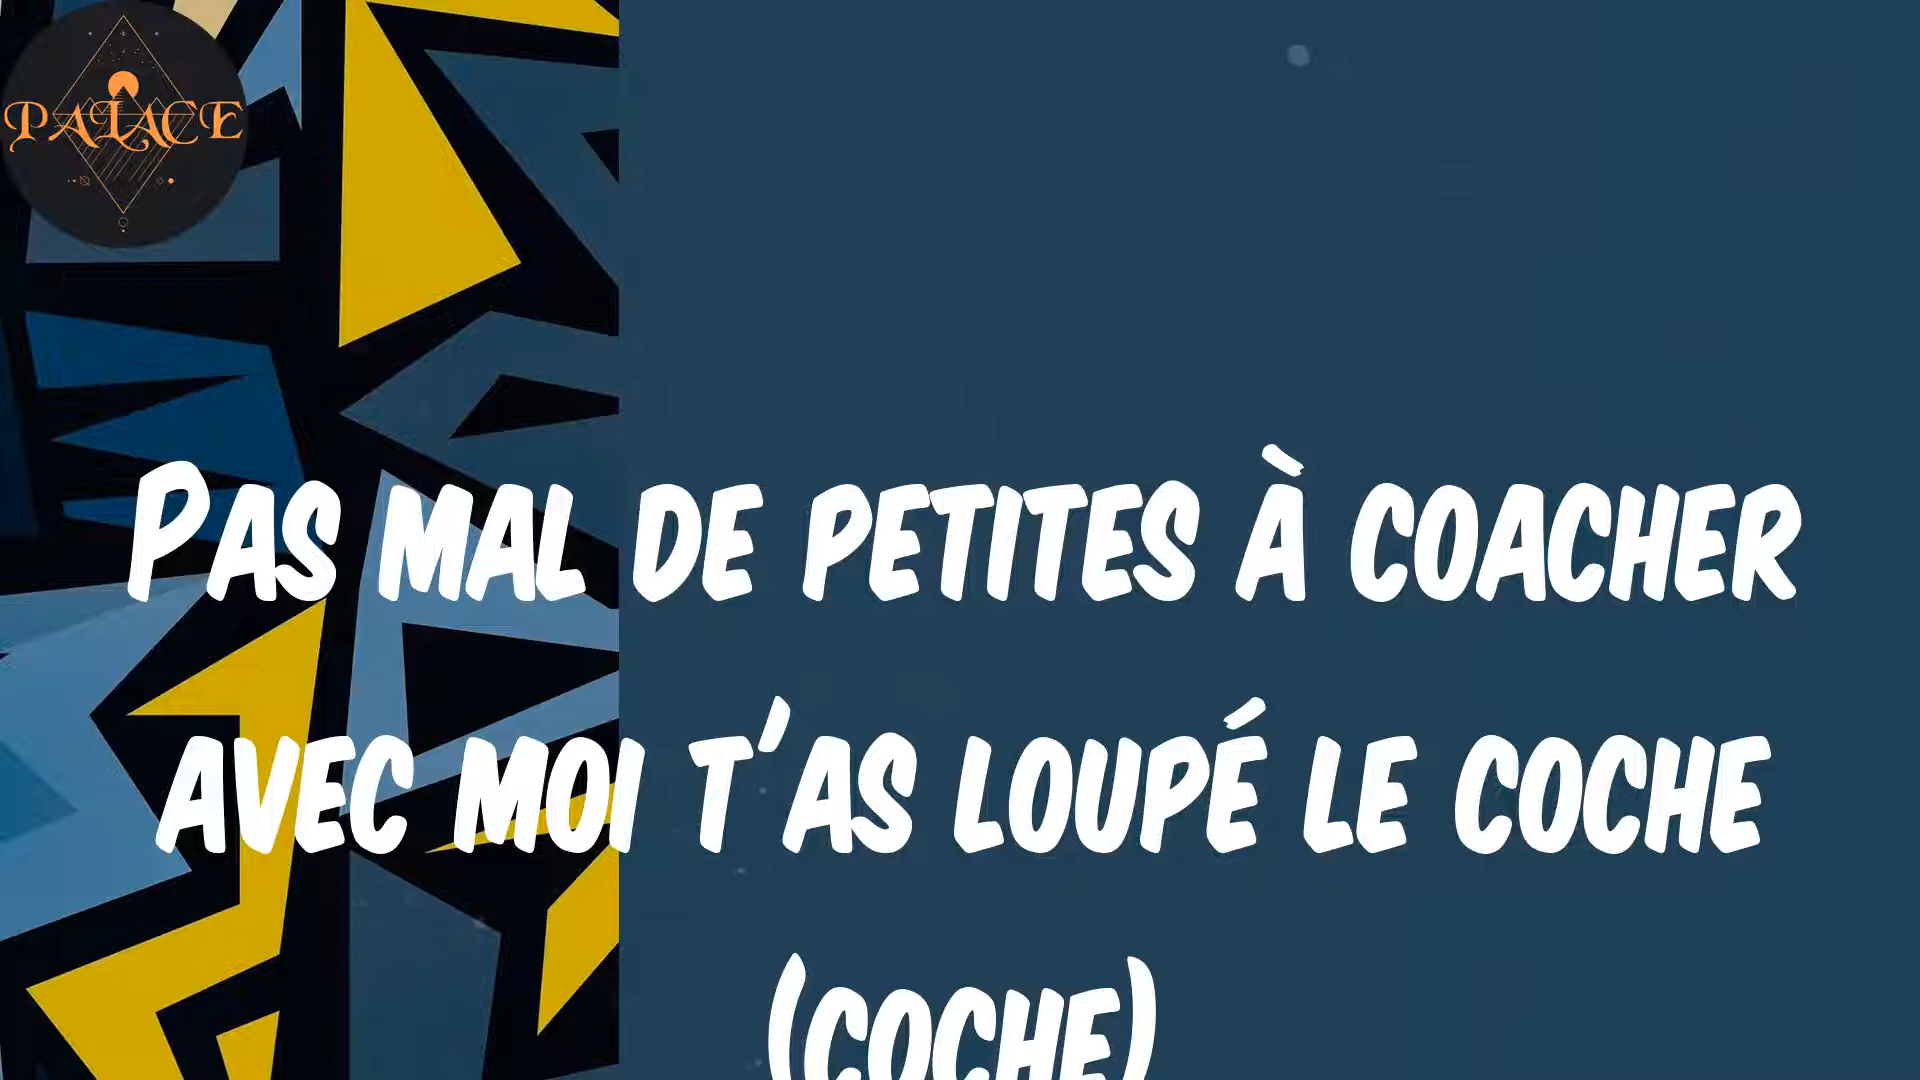 PALACE
PAS MAL DE PETITES À COACHER
AVEC MOI T'AS LOUPÉ LE COCHE
(COCHE)